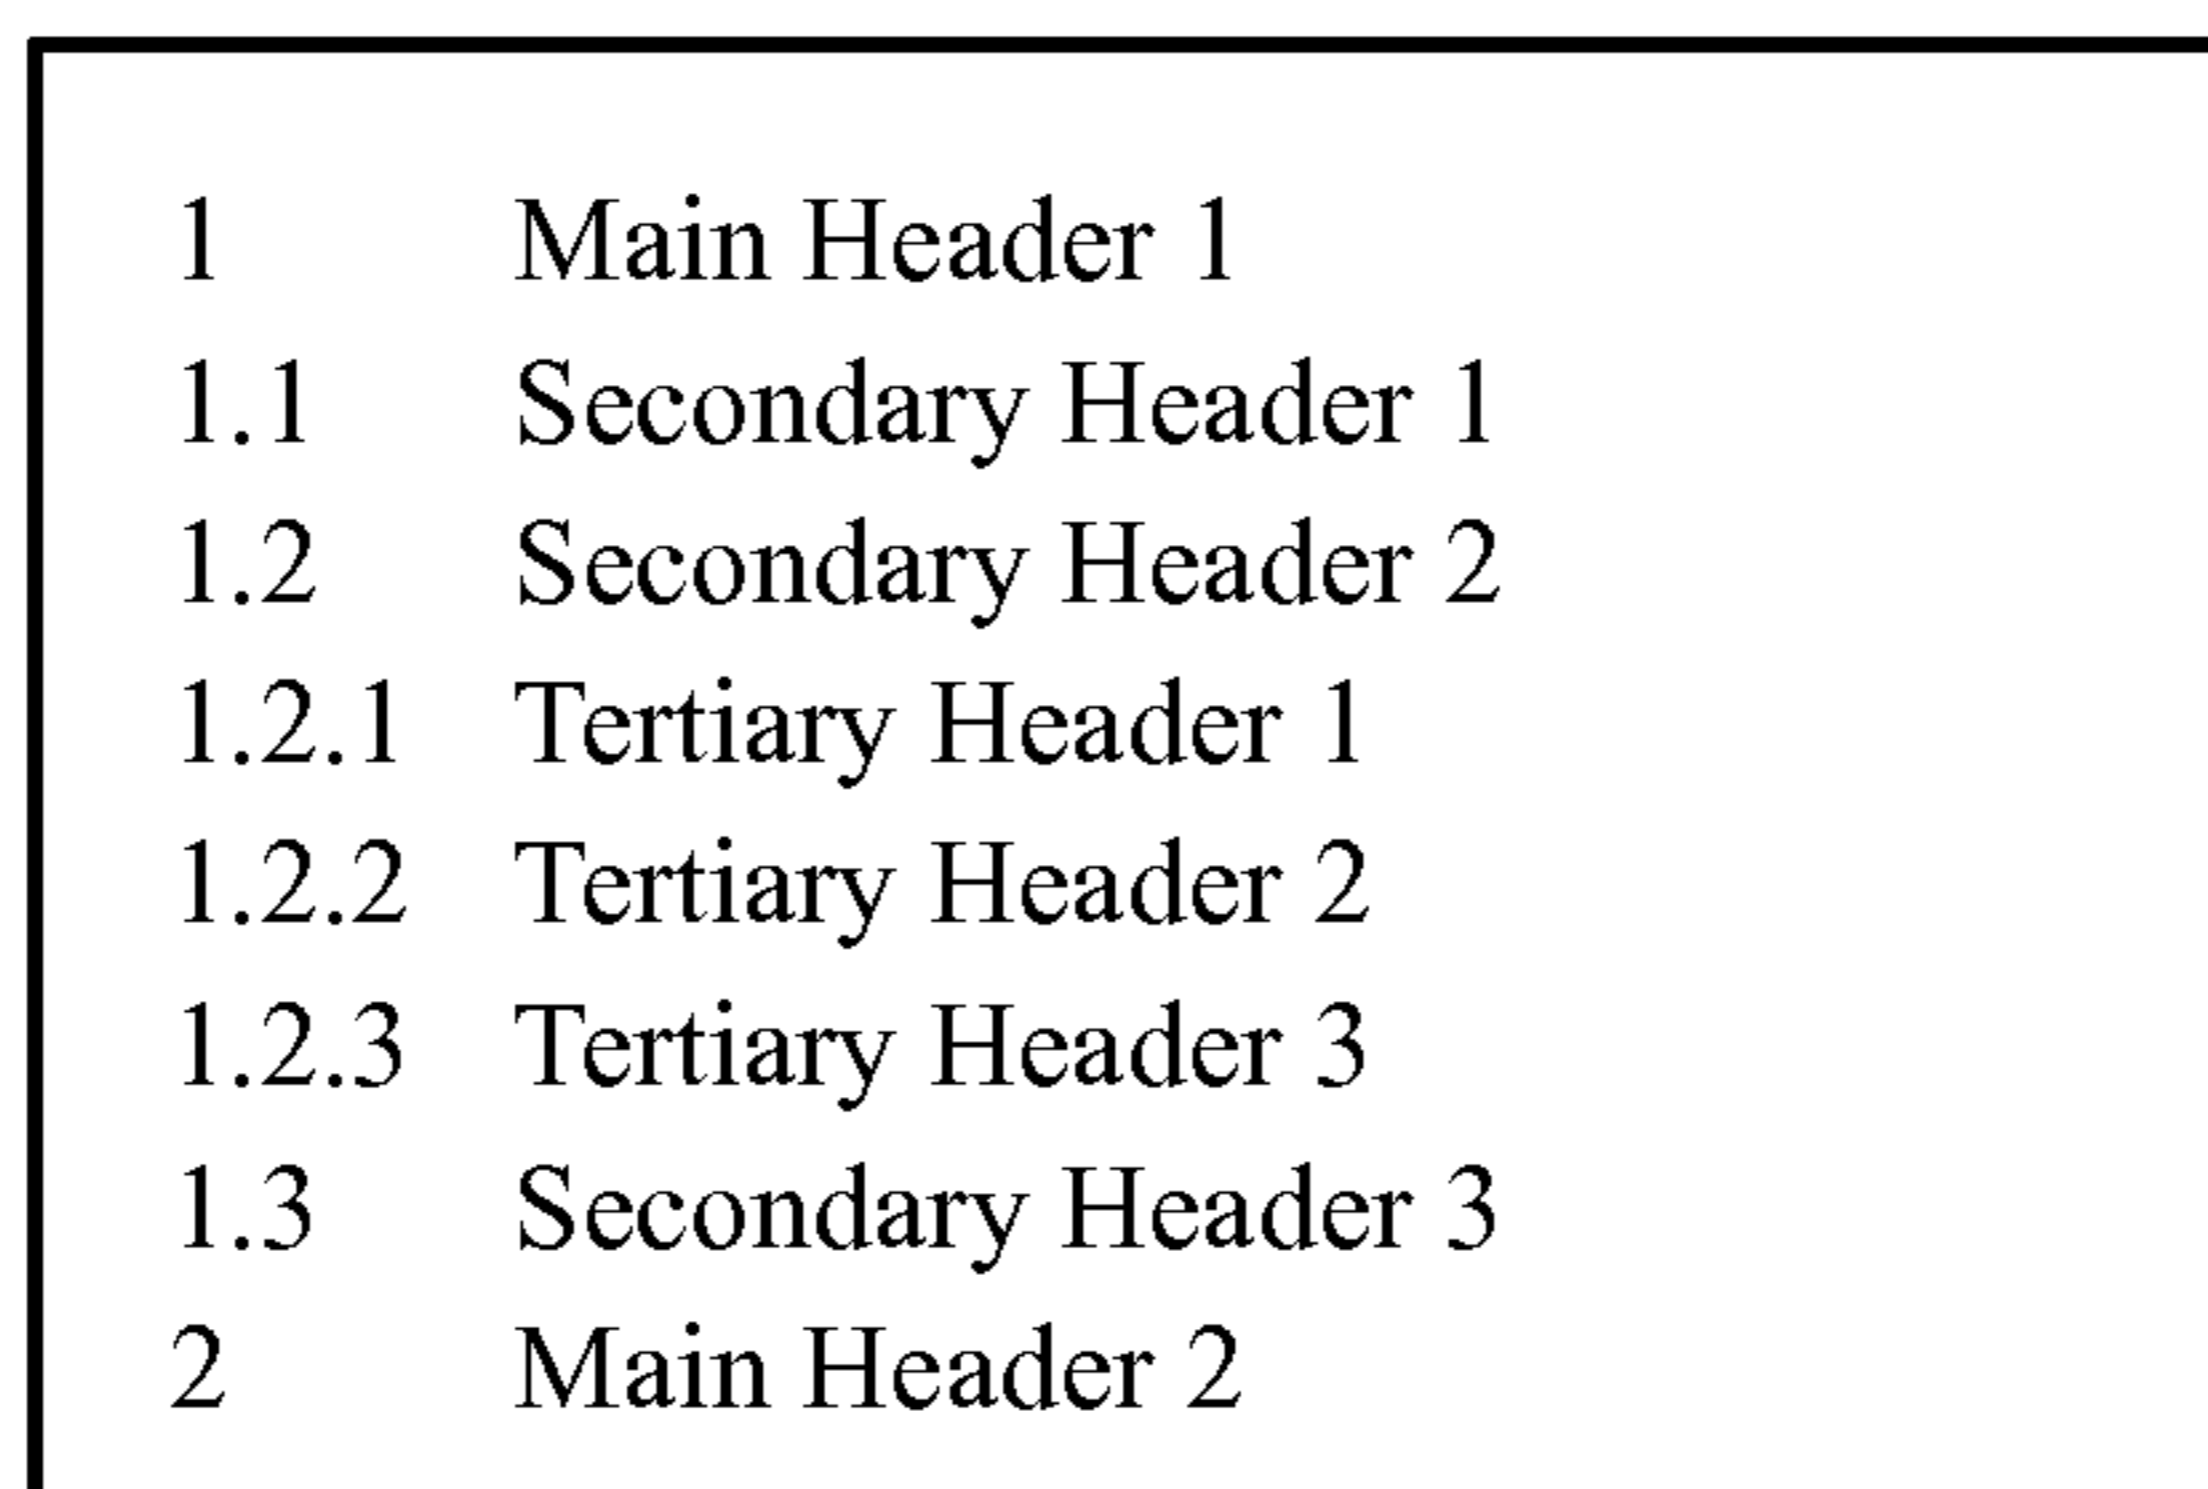 1 Main Header 1
1.1 Secondary Header 1
1.2 Secondary Header 2
1.2.1 Tertiary Header 1
1.2.2 Tertiary Header 2
1.2.3 Tertiary Header 3
1.3 Secondary Header 3
2 Main Header 2